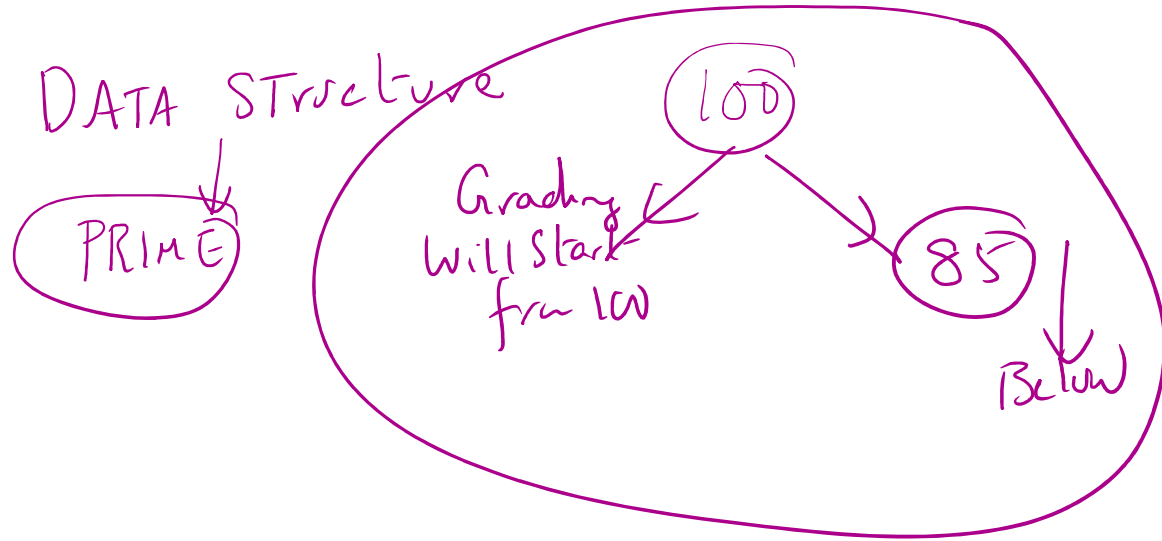 DATA Structure
PRIME
100
Grading
Will Start
from 100
85
Below